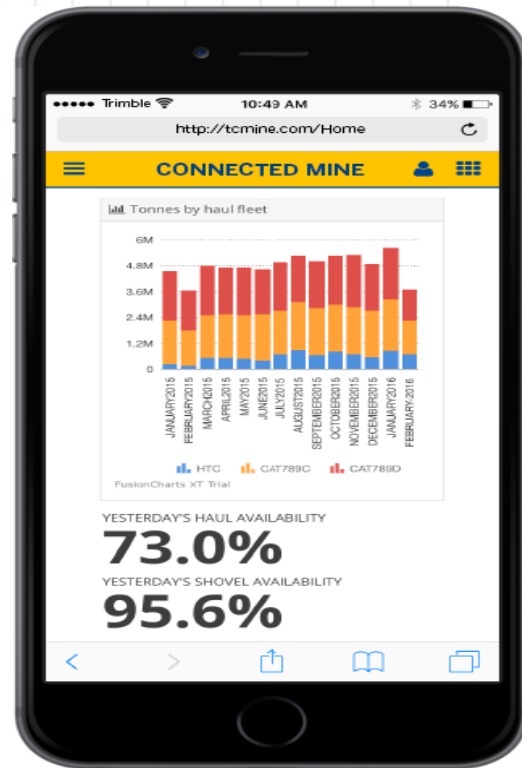 Trimble 10:49 AM 34%
http://tcmine.com/Home
CONNECTED MINE
Tonnes by haul fleet
6M
4.8M
3.6M
2.4M
1.2M
0
JANUARY2015
FEBRUARY2015
MARCH2015
APRIL2015
MAY2015
JUNE2015
JULY2015
AUGUST2015
SEPTEMBER2015
OCTOBER2015
NOVEMBER2015
DECEMBER2015
JANUARY2016
FEBRUARY-2016
HTC CAT789C CAT789D
FusionCharts XT Trial
YESTERDAY'S HAUL AVAILABILITY
73.0%
YESTERDAY'S SHOVEL AVAILABILITY
95.6%